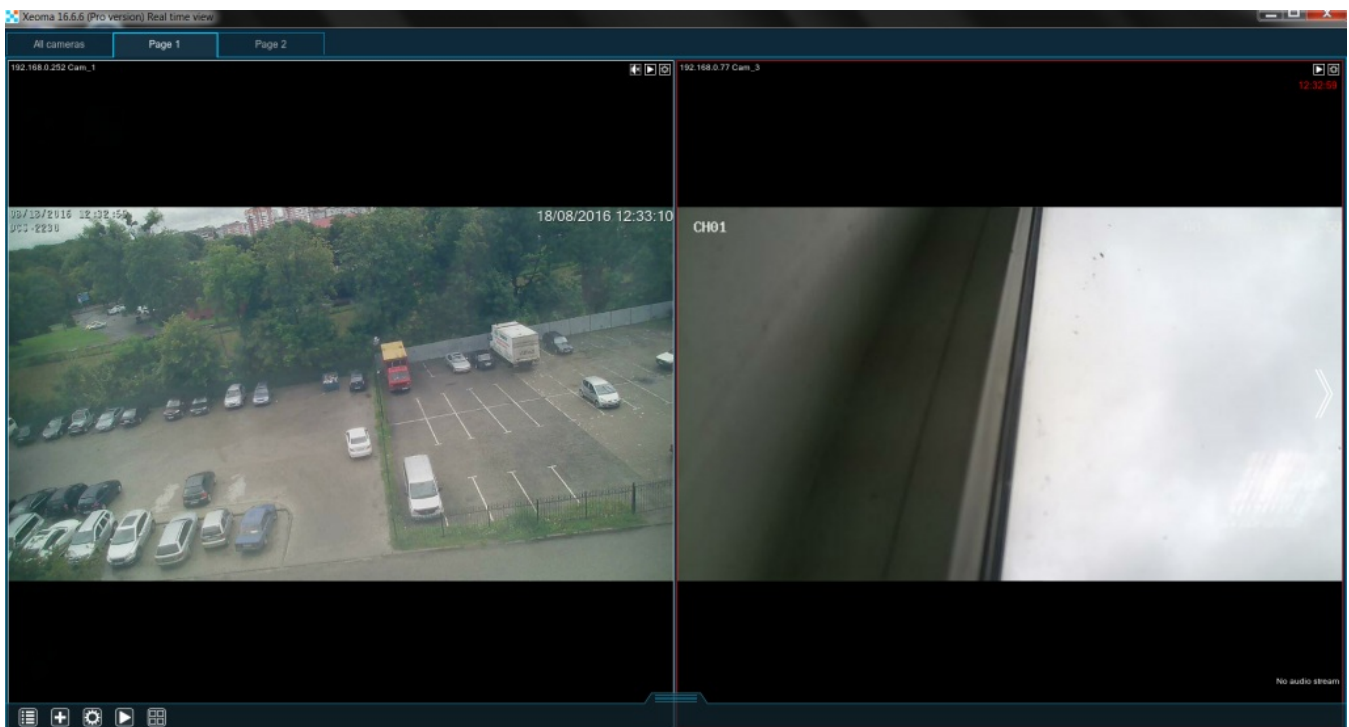 Xeoma 16.6.6 (Pro version) Real time view
All cameras
Page 1
Page 2
192.168.0.252 Cam_1
192.168.0.77 Cam_3
12:32:59
18/08/2016 12:33:10
CH01
No audio stream